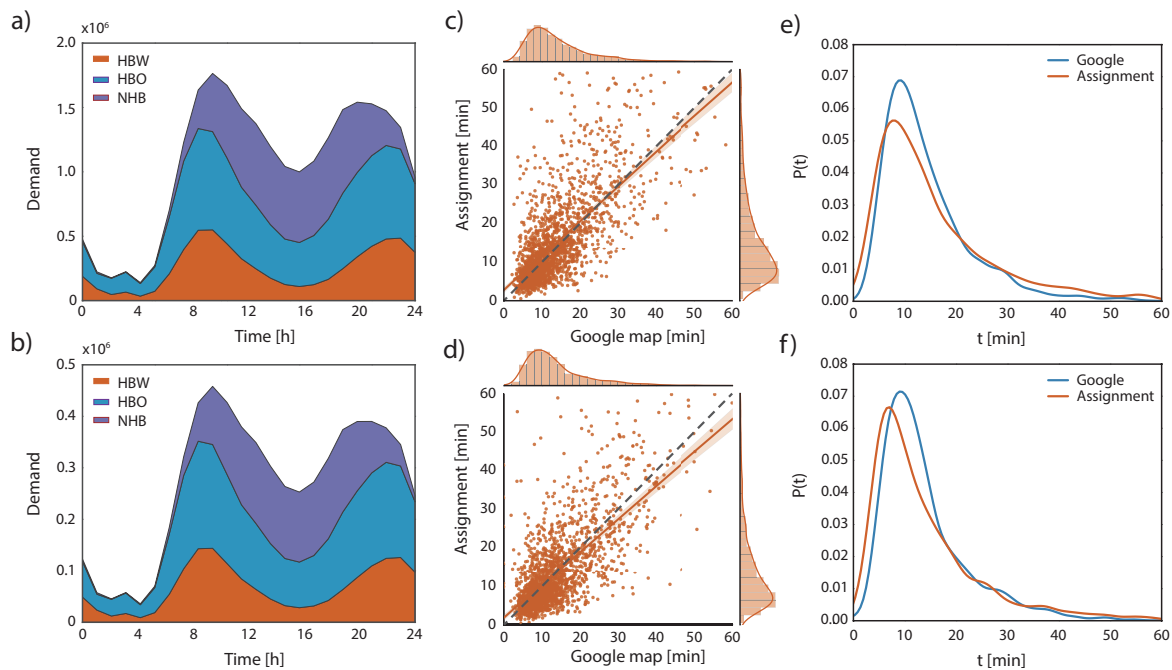 a)
x10⁶
2.0
1.5
1.0
0.5
0
Demand
HBW
HBO
NHB
0 4 8 12 16 20 24
Time [h]
b)
x10⁶
0.5
0.4
0.3
0.2
0.1
0
Demand
HBW
HBO
NHB
0 4 8 12 16 20 24
Time [h]
c)
60
50
40
30
20
10
0
Assignment [min]
0 10 20 30 40 50 60
Google map [min]
d)
60
50
40
30
20
10
0
Assignment [min]
0 10 20 30 40 50 60
Google map [min]
e)
0.08
0.07
0.06
0.05
0.04
0.03
0.02
0.01
0.00
P(t)
Google
Assignment
0 10 20 30 40 50 60
t [min]
f)
0.08
0.07
0.06
0.05
0.04
0.03
0.02
0.01
0.00
P(t)
Google
Assignment
0 10 20 30 40 50 60
t [min]